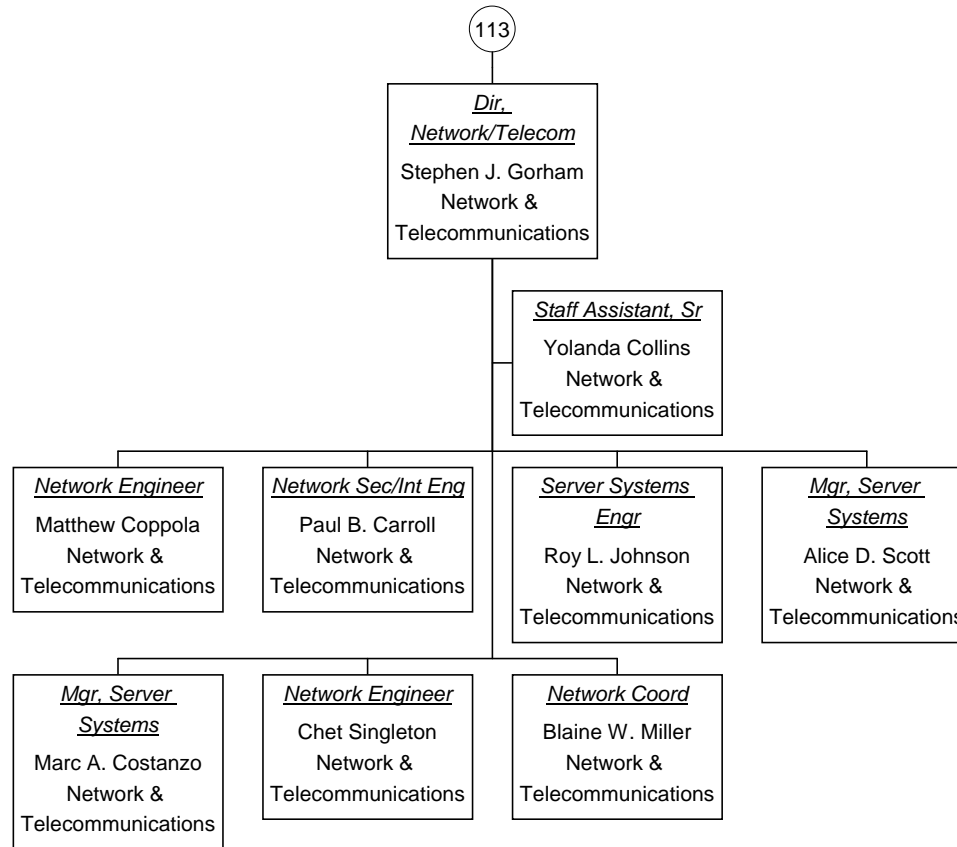 113
Dir,
Network/Telecom
Stephen J. Gorham
Network &
Telecommunications
Staff Assistant, Sr
Yolanda Collins
Network &
Telecommunications
Network Engineer
Matthew Coppola
Network &
Telecommunications
Network Sec/Int Eng
Paul B. Carroll
Network &
Telecommunications
Server Systems
Engr
Roy L. Johnson
Network &
Telecommunications
Mgr, Server
Systems
Alice D. Scott
Network &
Telecommunications
Mgr, Server
Systems
Marc A. Costanzo
Network &
Telecommunications
Network Engineer
Chet Singleton
Network &
Telecommunications
Network Coord
Blaine W. Miller
Network &
Telecommunications